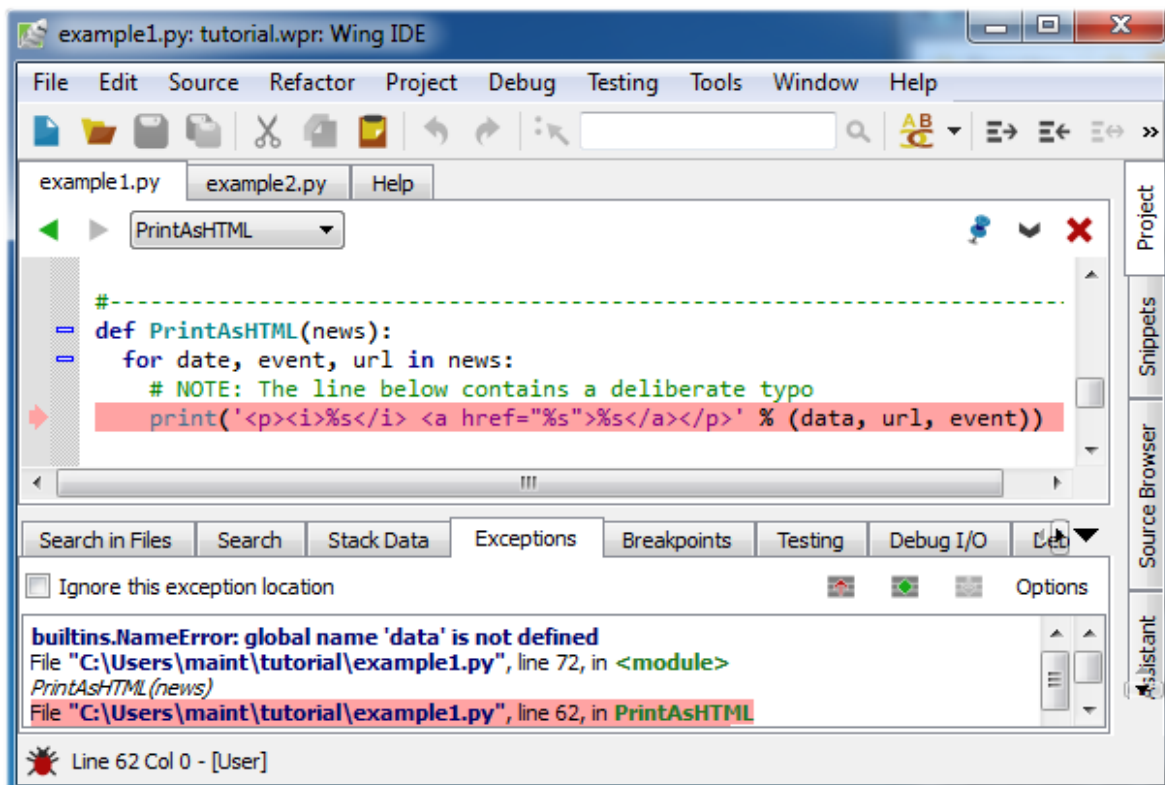 example1.py: tutorial.wpr: Wing IDE
File Edit Source Refactor Project Debug Testing Tools Window Help
example1.py example2.py Help
PrintAsHTML
#-----------------------------------------------------------------------
def PrintAsHTML(news):
for date, event, url in news:
# NOTE: The line below contains a deliberate typo
print('<p><i>%s</i> <a href="%s">%s</a></p>' % (data, url, event))
Project
Snippets
Source Browser
Search in Files Search Stack Data Exceptions Breakpoints Testing Debug I/O
Ignore this exception location Options
builtins.NameError: global name 'data' is not defined
File "C:\Users\maint\tutorial\example1.py", line 72, in <module>
PrintAsHTML(news)
File "C:\Users\maint\tutorial\example1.py", line 62, in PrintAsHTML
Line 62 Col 0 - [User]